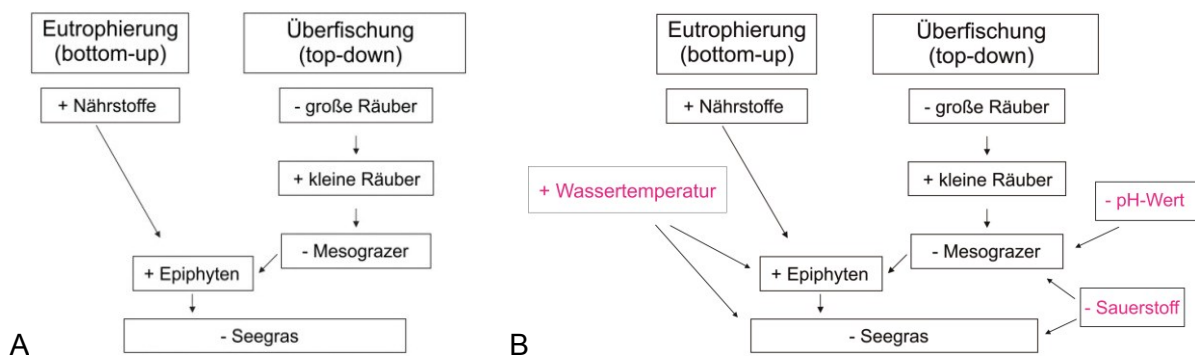 Eutrophierung
(bottom-up)
Überfischung
(top-down)
+ Nährstoffe
- große Räuber
+ kleine Räuber
- Mesograzer
+ Epiphyten
- Seegras
A
Eutrophierung
(bottom-up)
Überfischung
(top-down)
+ Nährstoffe
- große Räuber
+ Wassertemperatur
+ kleine Räuber
- pH-Wert
- Mesograzer
+ Epiphyten
- Sauerstoff
- Seegras
B